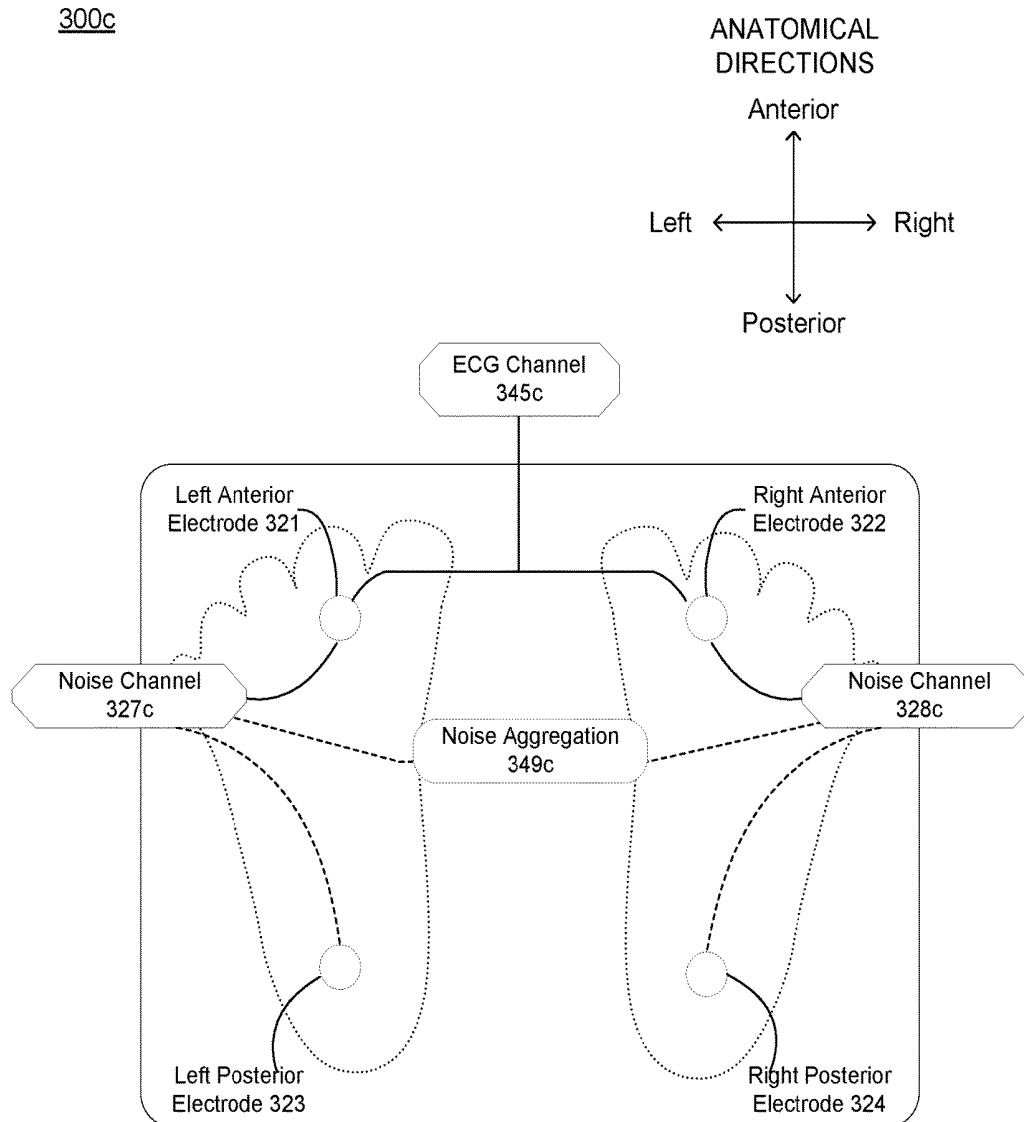 300c
ANATOMICAL
DIRECTIONS
Anterior
Left
Right
Posterior
ECG Channel
345c
Left Anterior
Electrode 321
Right Anterior
Electrode 322
Noise Channel
327c
Noise Channel
328c
Noise Aggregation
349c
Left Posterior
Electrode 323
Right Posterior
Electrode 324